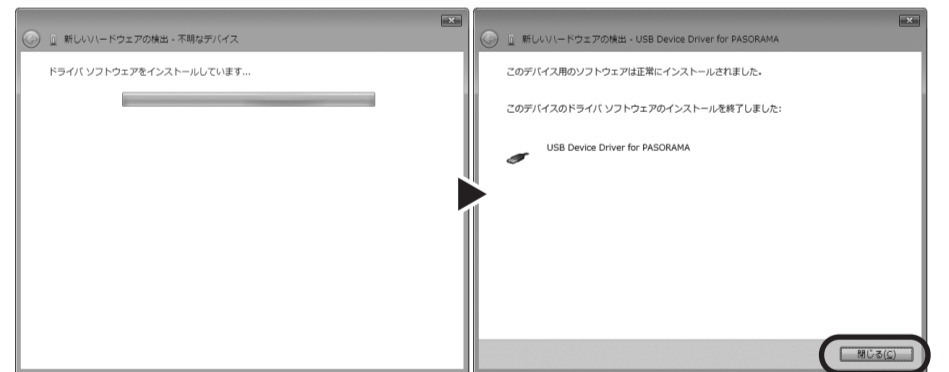 新しいハードウェアの検出 - 不明なデバイス
ドライバ ソフトウェアをインストールしています...
新しいハードウェアの検出 - USB Device Driver for PASORAMA
このデバイス用のソフトウェアは正常にインストールされました。
このデバイスのドライバ ソフトウェアのインストールを終了しました:
USB Device Driver for PASORAMA
閉じる(C)